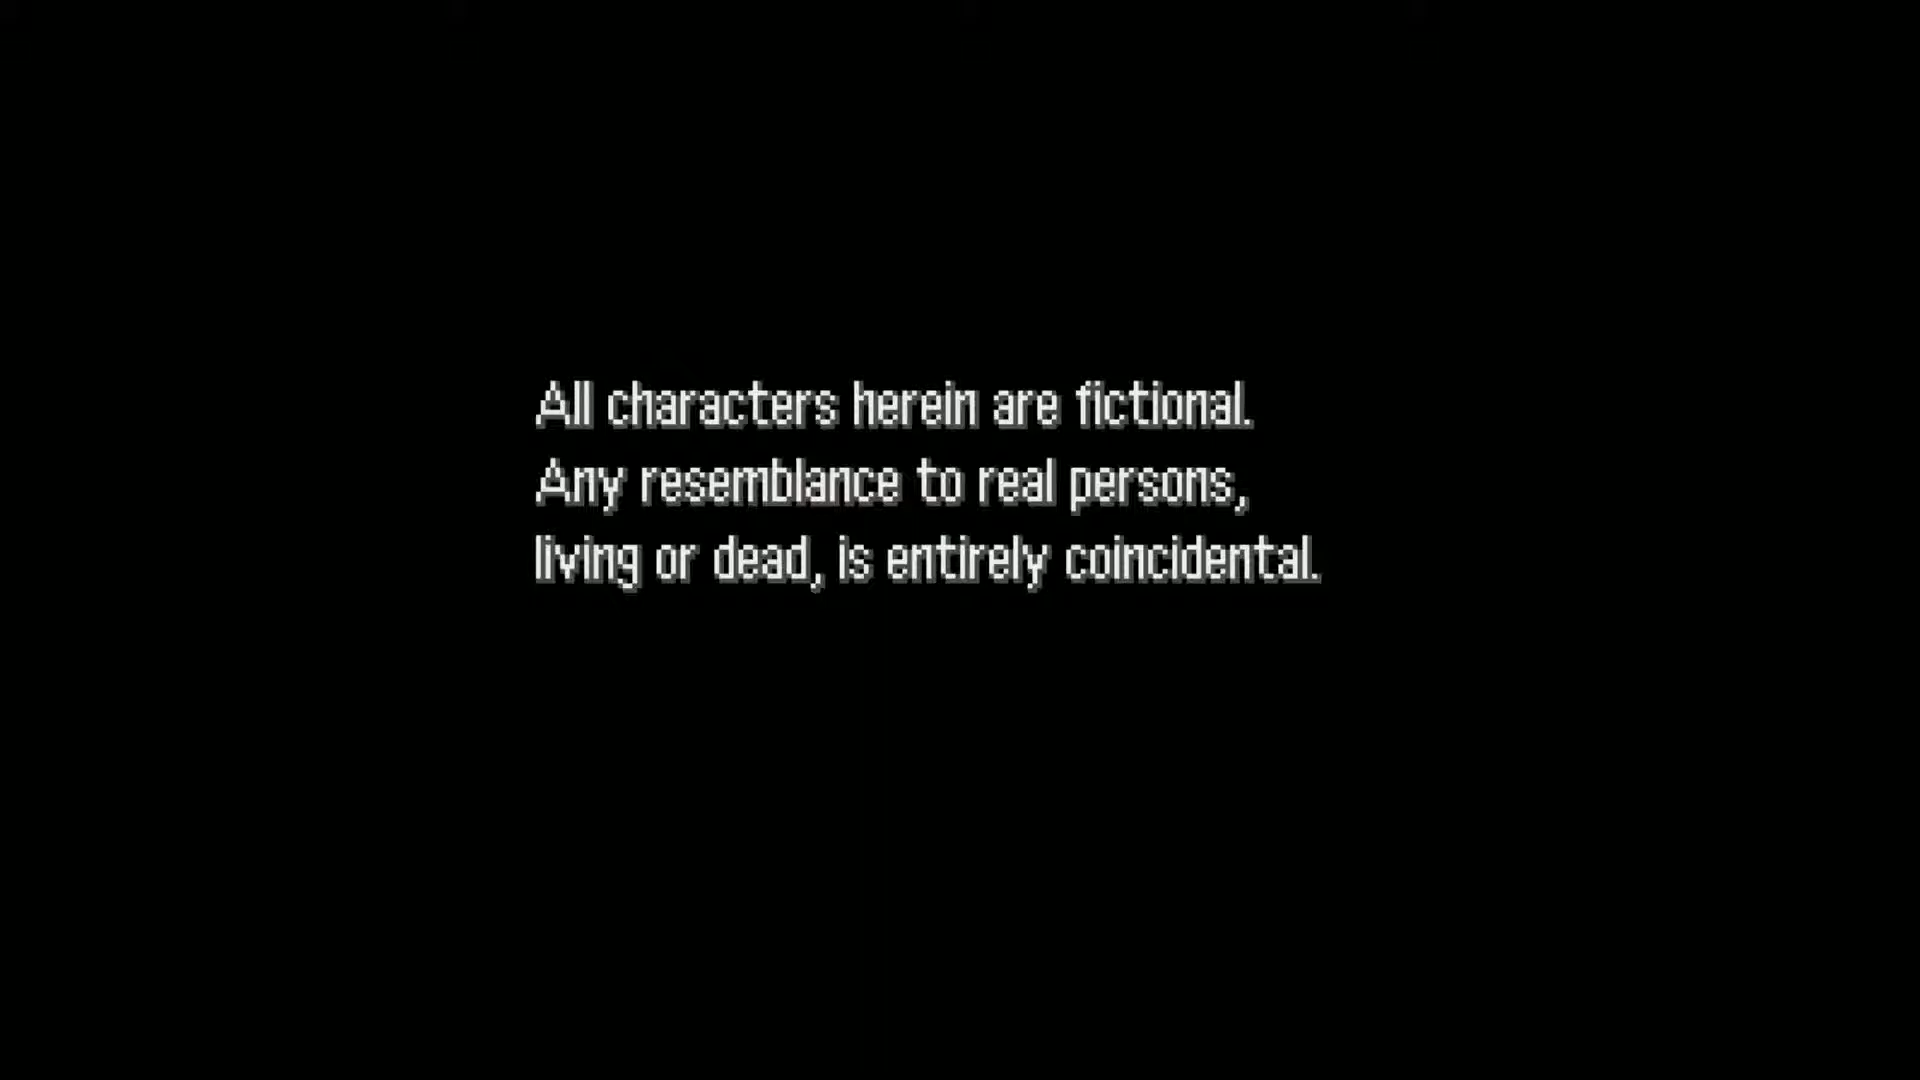 All characters herein are fictional.
Any resemblance to real persons,
living or dead, is entirely coincidental.